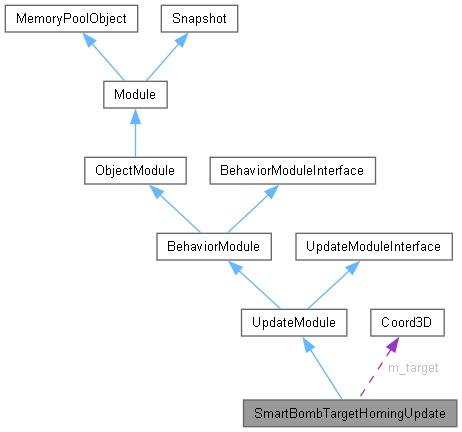 MemoryPoolObject
Snapshot
Module
ObjectModule
BehaviorModuleInterface
BehaviorModule
UpdateModuleInterface
UpdateModule
Coord3D
m_target
SmartBombTargetHomingUpdate